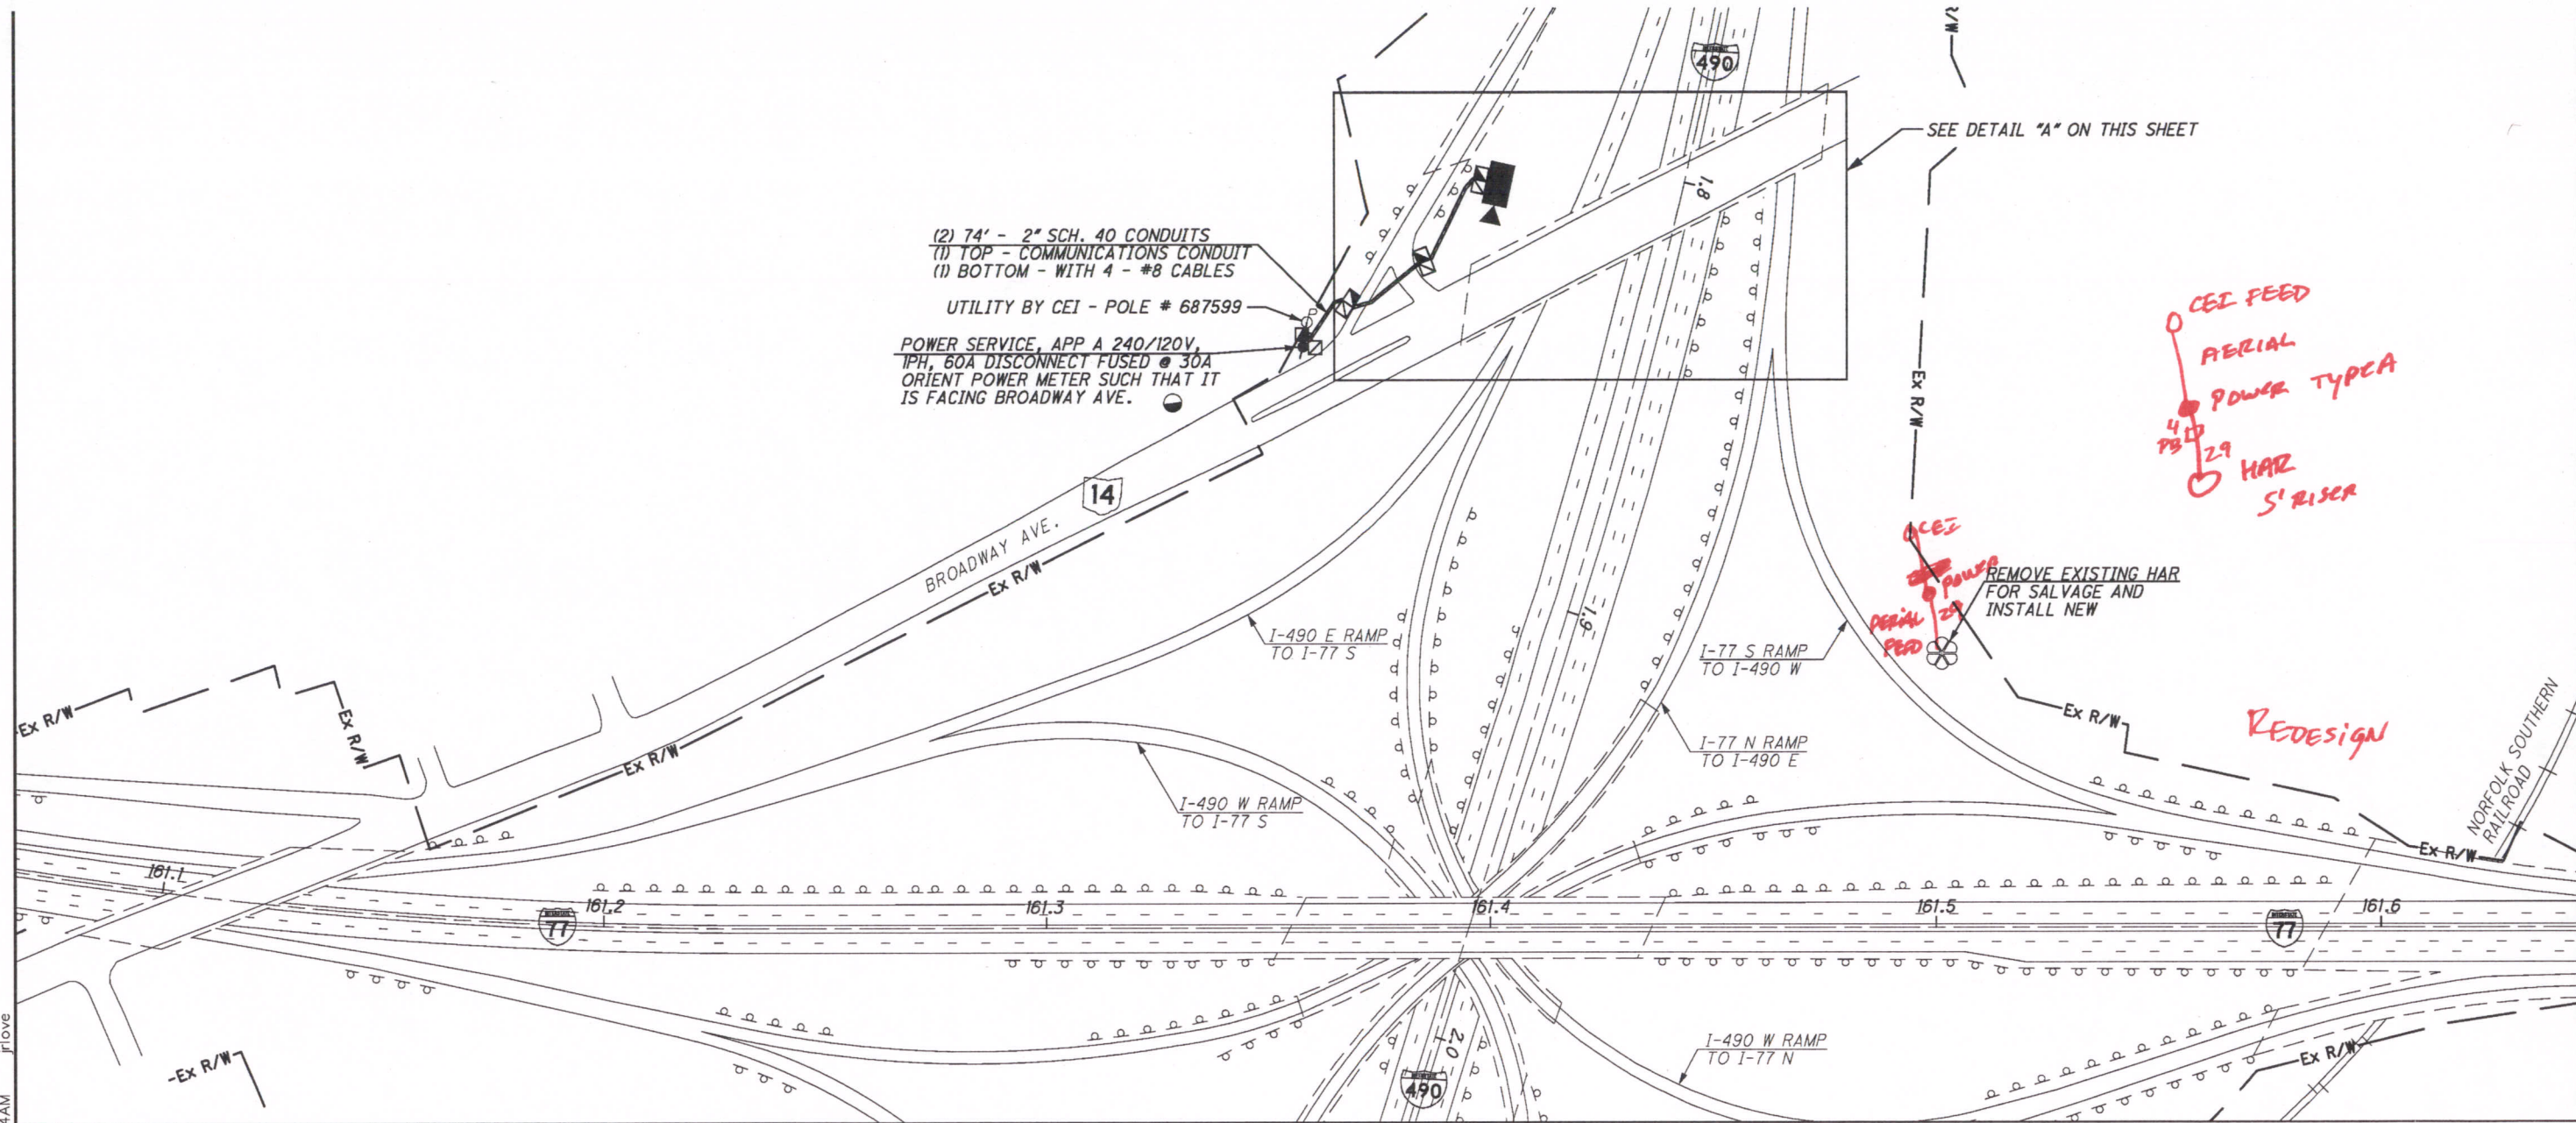 R/W
490
SEE DETAIL "A" ON THIS SHEET
1.8
(2) 74' - 2" SCH. 40 CONDUITS
(1) TOP - COMMUNICATIONS CONDUIT
(1) BOTTOM - WITH 4 - #8 CABLES
UTILITY BY CEI - POLE # 687599
POWER SERVICE, APP A 240/120V,
1PH, 60A DISCONNECT FUSED @ 30A
ORIENT POWER METER SUCH THAT IT
IS FACING BROADWAY AVE.
CEI FEED
AERIAL
POWER TYPE A
4
PB
29
HAR
5' RISER
Ex R/W
14
BROADWAY AVE.
Ex R/W
CEI
POWER
29
AERIAL
FEED
REMOVE EXISTING HAR
FOR SALVAGE AND
INSTALL NEW
1.9
I-490 E RAMP
TO I-77 S
I-77 S RAMP
TO I-490 W
Ex R/W
Ex R/W
Ex R/W
Ex R/W
REDESIGN
NORFOLK SOUTHERN
RAILROAD
I-77 N RAMP
TO I-490 E
I-490 W RAMP
TO I-77 S
Ex R/W
161.1
161.2
161.3
161.4
161.5
161.6
77
77
2.0
490
I-490 W RAMP
TO I-77 N
Ex R/W
Ex R/W
jrlove
4AM